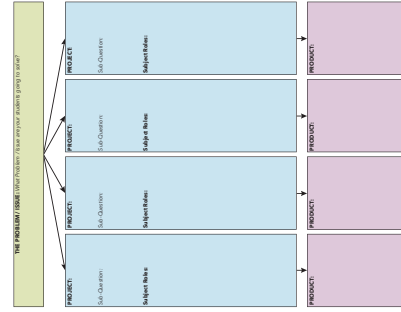 THE PROBLEM / ISSUE: What Problem / Issue are your students going to solve?
PROJECT:
Sub-Question:
Subject Roles:
PRODUCT:
PROJECT:
Sub-Question:
Subject Roles:
PRODUCT:
PROJECT:
Sub-Question:
Subject Roles:
PRODUCT:
PROJECT:
Sub-Question:
Subject Roles:
PRODUCT: